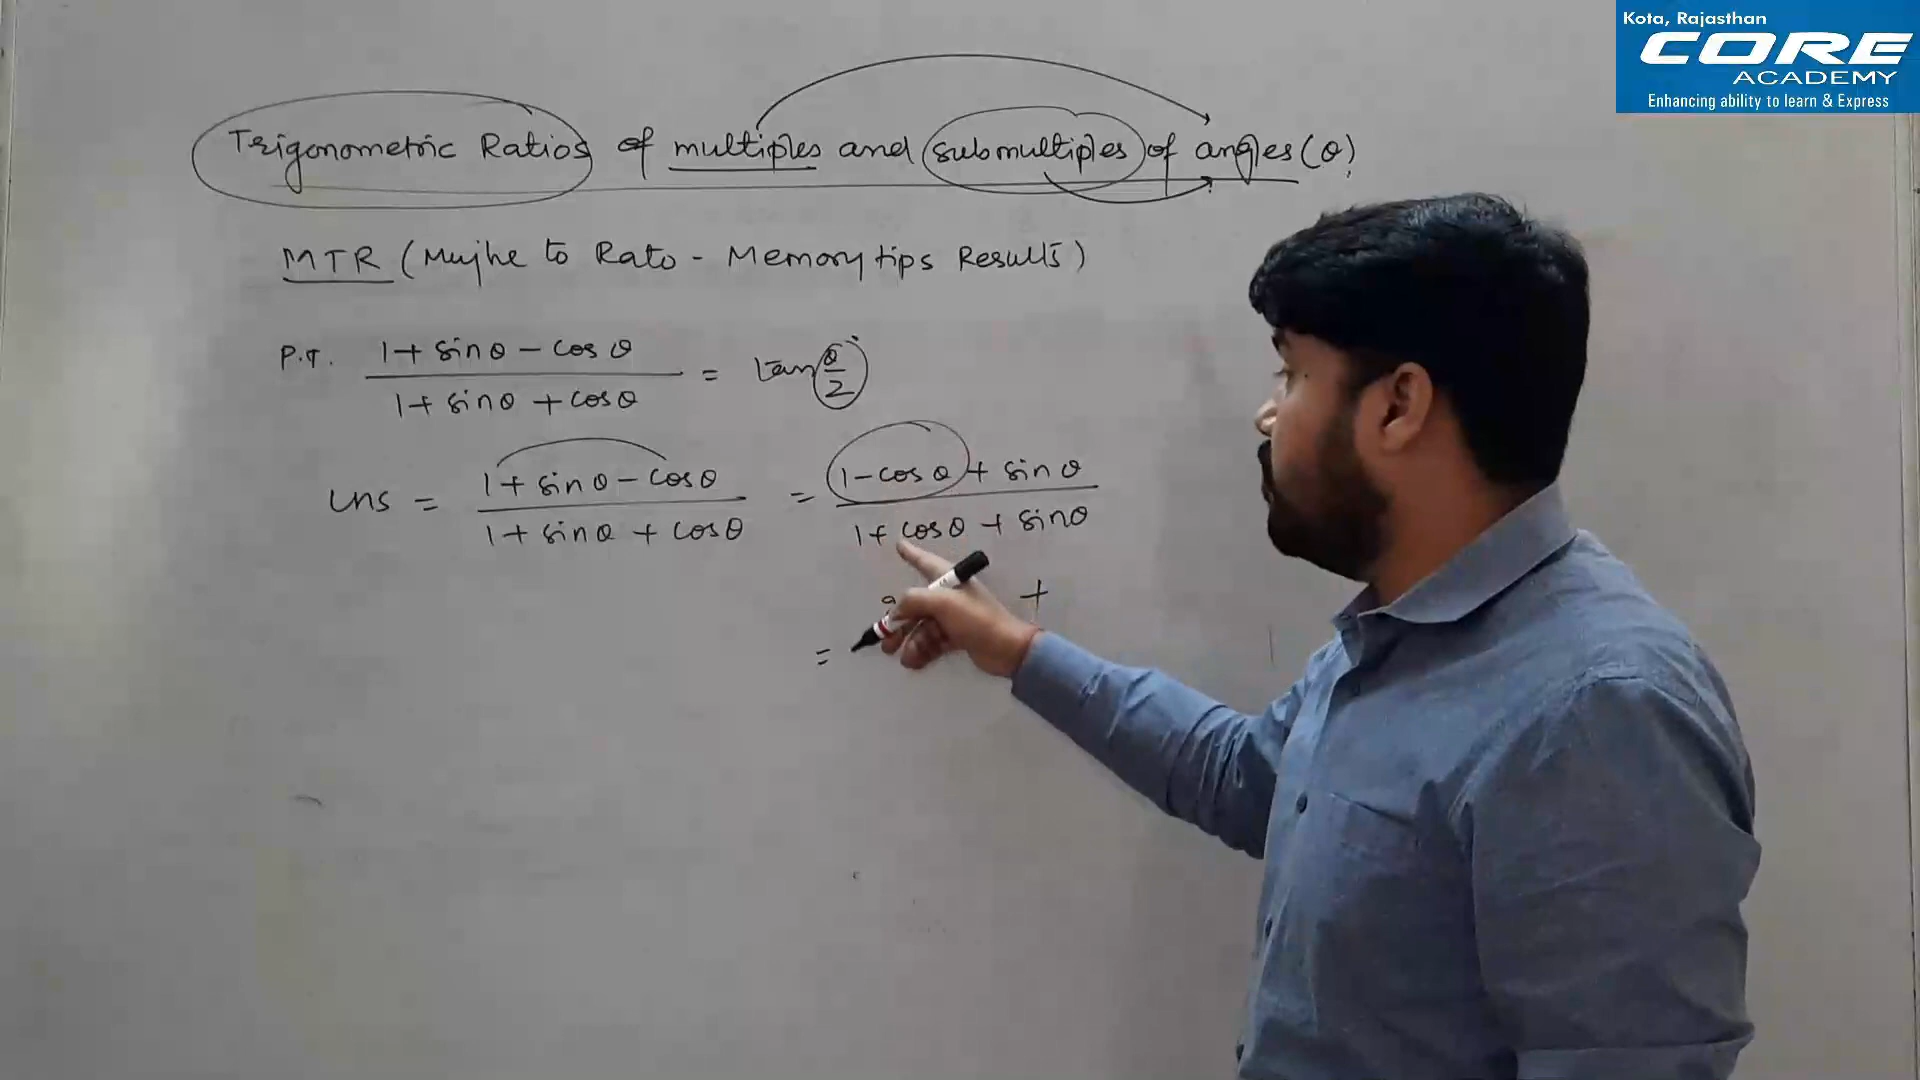 Kota, Rajasthan
CORE
ACADEMY
Enhancing ability to learn & Express
Trigonometric Ratios of multiples and submultiples of angles (θ)
MTR (Mujhe to Rato - Memory tips Results)
P.T. (1 + sinθ - cosθ) / (1 + sinθ + cosθ) = tan(θ/2)
LHS = (1 + sinθ - cosθ) / (1 + sinθ + cosθ) = (1 - cosθ + sinθ) / (1 + cosθ + sinθ)
= +